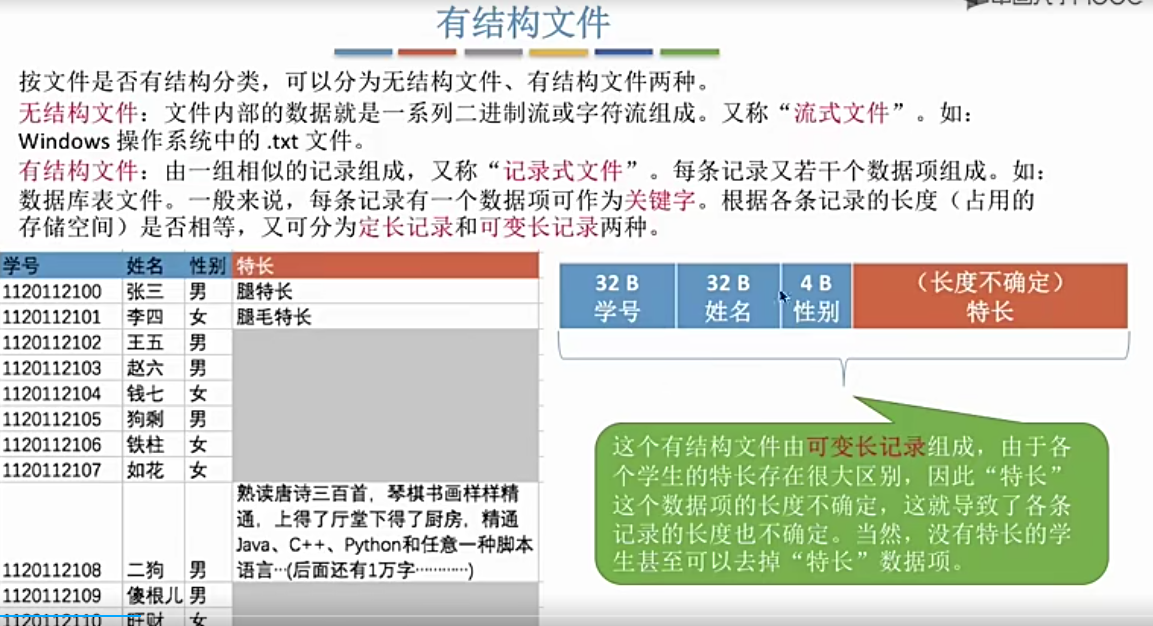 有结构文件
按文件是否有结构分类，可以分为无结构文件、有结构文件两种。
无结构文件：文件内部的数据就是一系列二进制流或字符流组成。又称“流式文件”。如：
Windows 操作系统中的 .txt 文件。
有结构文件：由一组相似的记录组成，又称“记录式文件”。每条记录又若干个数据项组成。如：
数据库表文件。一般来说，每条记录有一个数据项可作为关键字。根据各条记录的长度（占用的
存储空间）是否相等，又可分为定长记录和可变长记录两种。
学号 姓名 性别 特长
1120112100 张三 男 腿特长
1120112101 李四 女 腿毛特长
1120112102 王五 男
1120112103 赵六 男
1120112104 钱七 女
1120112105 狗剩 男
1120112106 铁柱 女
1120112107 如花 女
熟读唐诗三百首，琴棋书画样样精
通，上得了厅堂下得了厨房，精通
Java、C++、Python和任意一种脚本
1120112108 二狗 男 语言…(后面还有1万字…………)
1120112109 傻根儿 男
1120112110 旺财 女
32 B 32 B 4 B （长度不确定）
学号 姓名 性别 特长
这个有结构文件由可变长记录组成，由于各
个学生的特长存在很大区别，因此“特长”
这个数据项的长度不确定，这就导致了各条
记录的长度也不确定。当然，没有特长的学
生甚至可以去掉“特长”数据项。